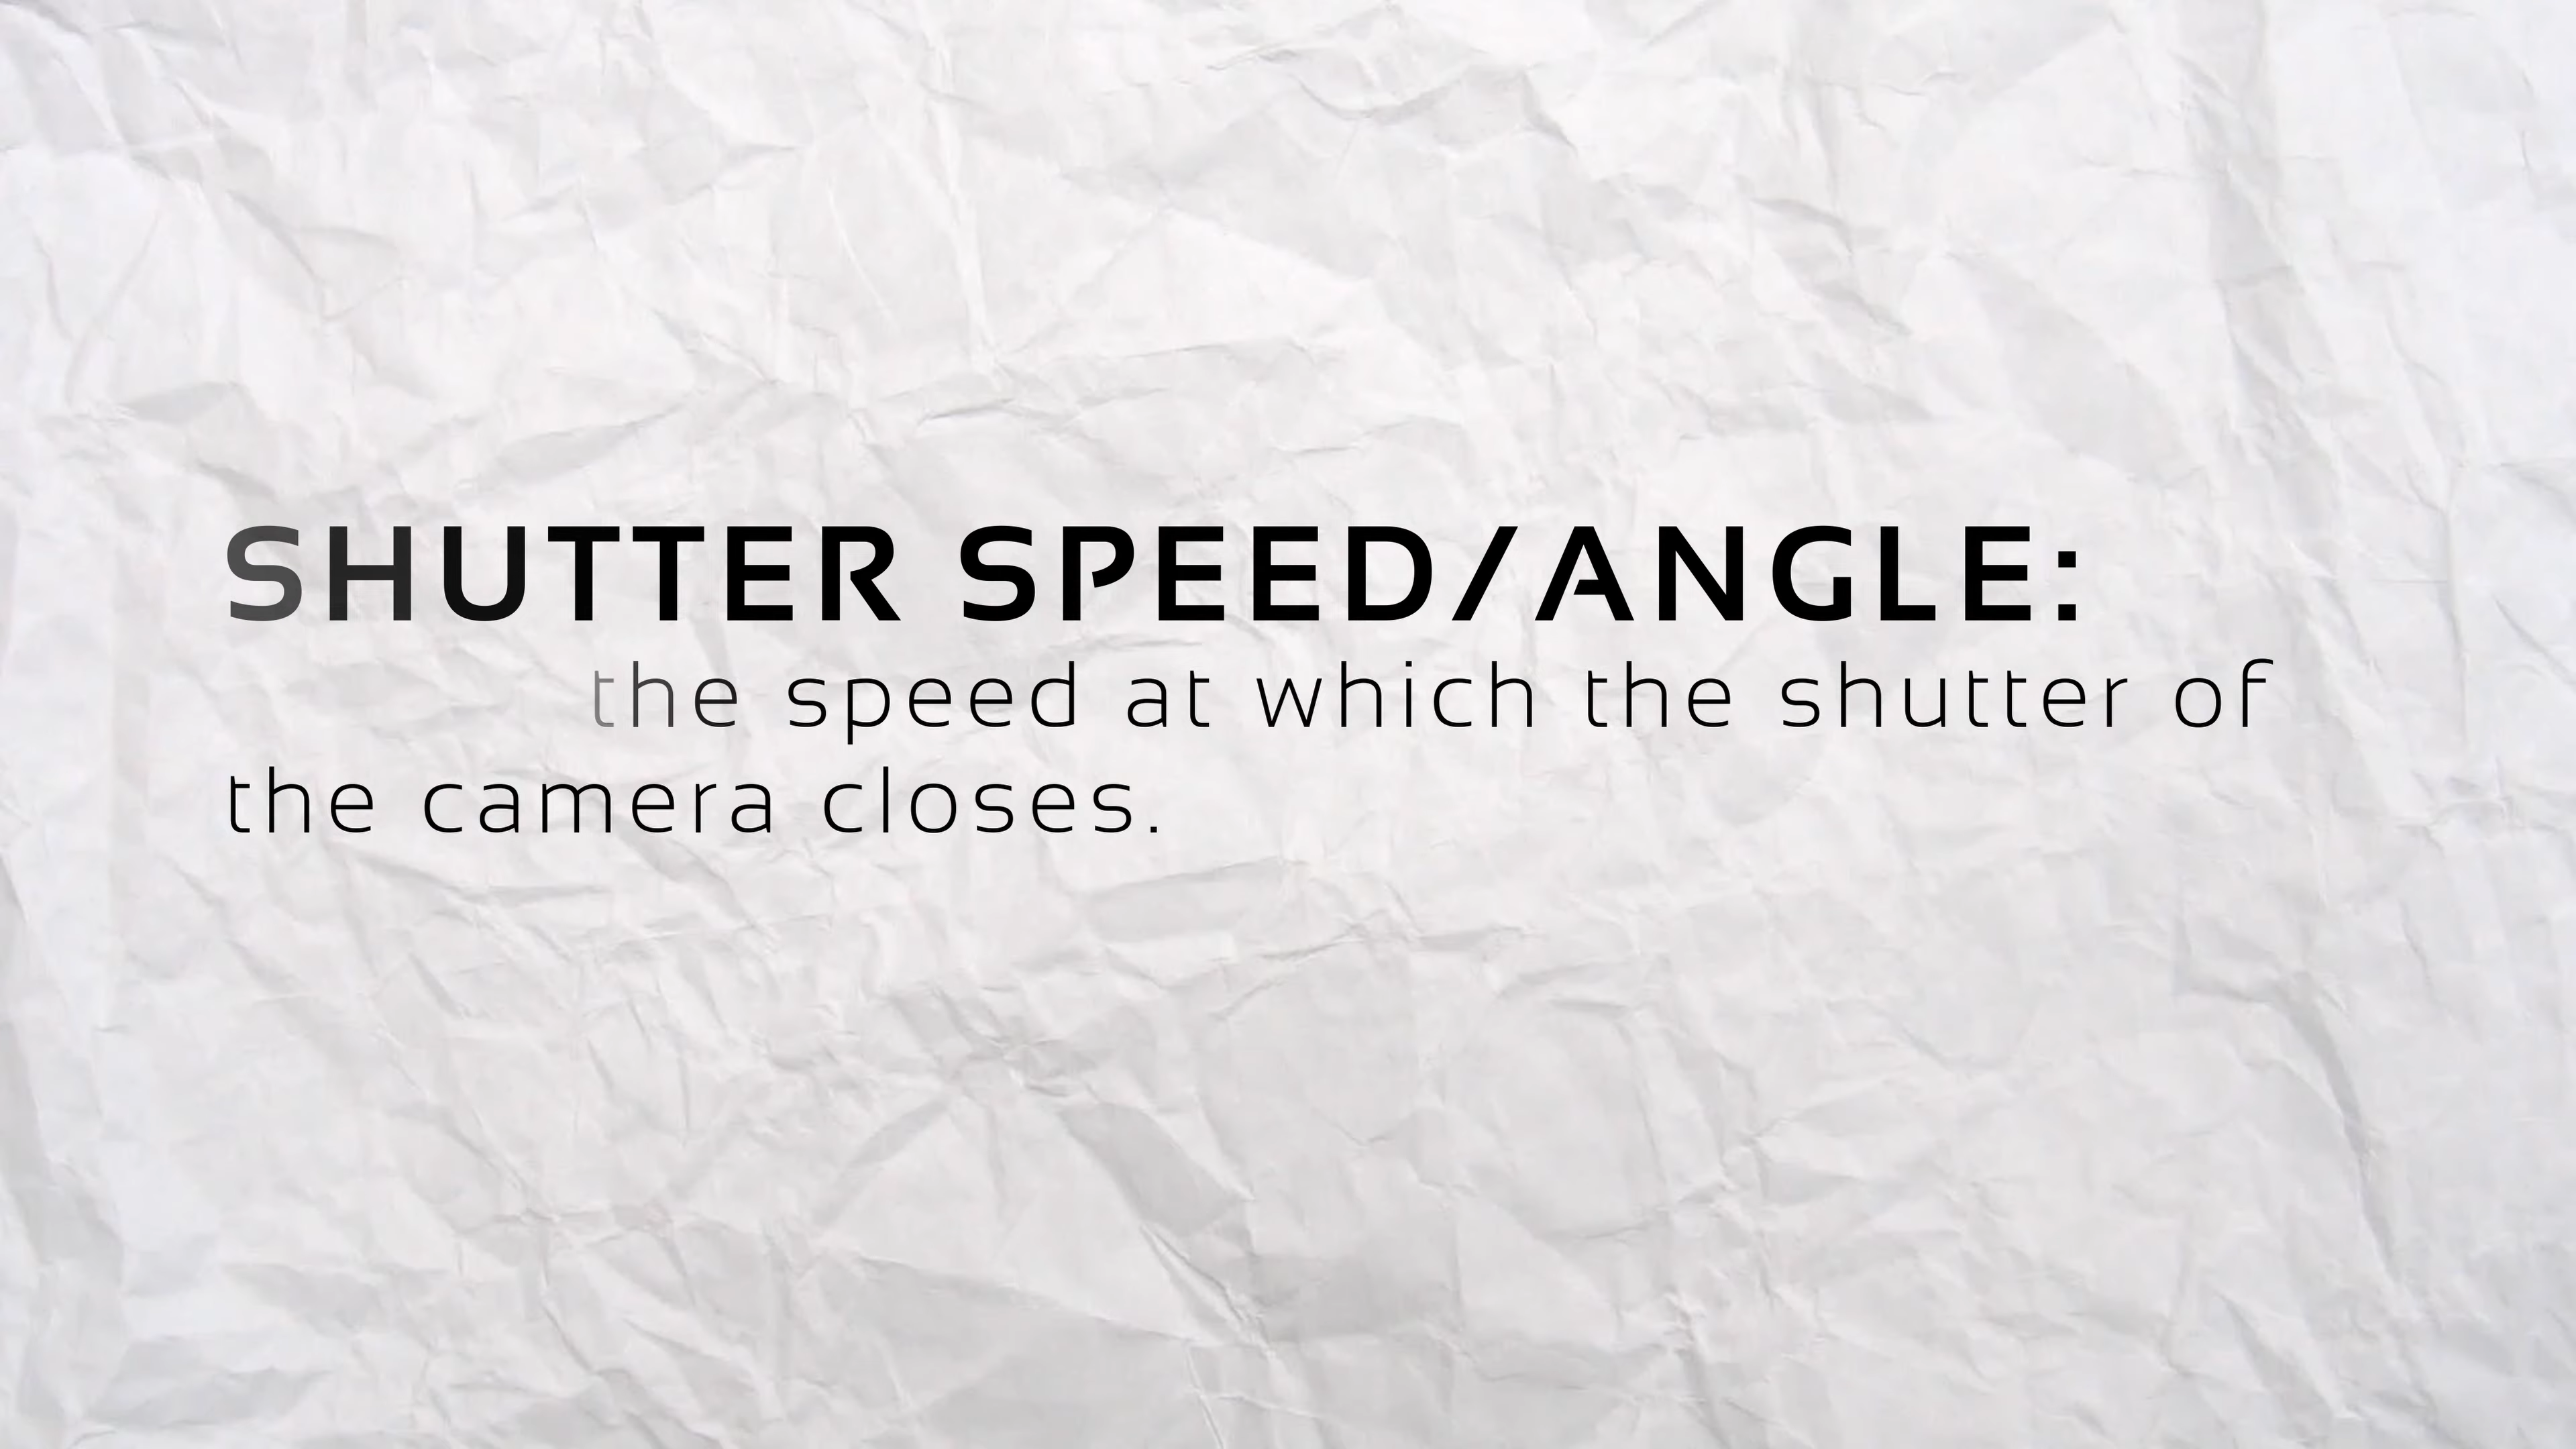 SHUTTER SPEED/ANGLE:
the speed at which the shutter of
the camera closes.